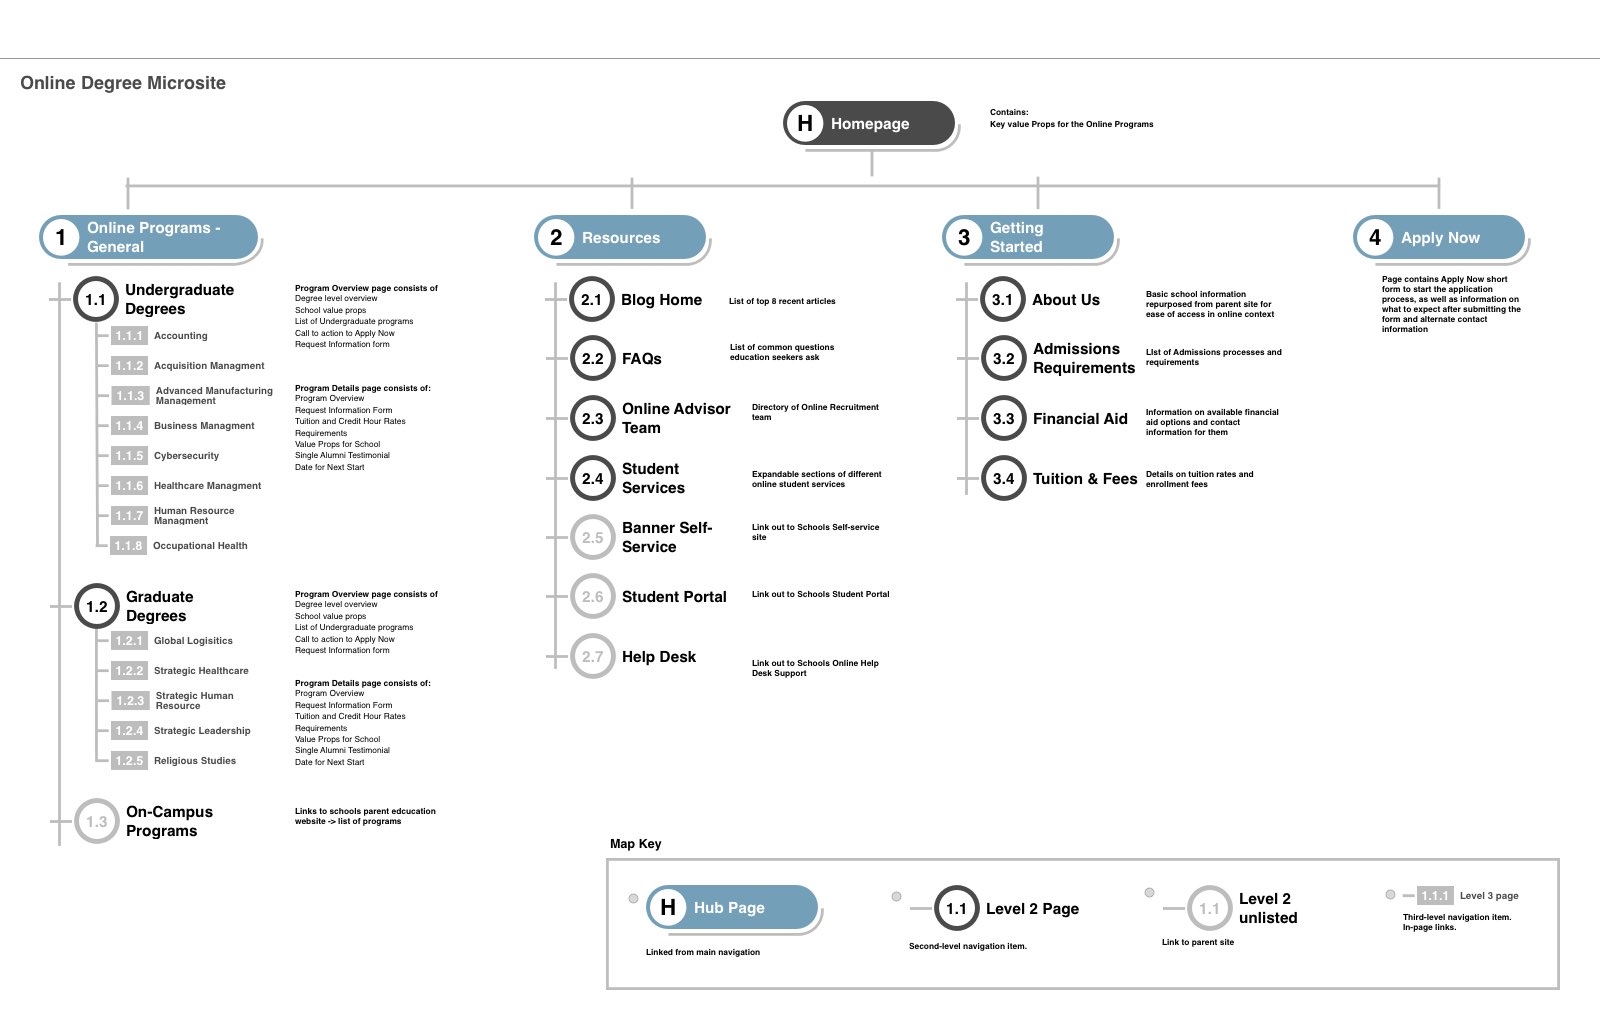 Online Degree Microsite
H Homepage
Contains:
Key value Props for the Online Programs
1 Online Programs -
General
1.1 Undergraduate
Degrees
1.1.1 Accounting
1.1.2 Acquisition Managment
1.1.3 Advanced Manufacturing
Management
1.1.4 Business Managment
1.1.5 Cybersecurity
1.1.6 Healthcare Managment
1.1.7 Human Resource
Managment
1.1.8 Occupational Health
Program Overview page consists of
Degree level overview
School value props
List of Undergraduate programs
Call to action to Apply Now
Request Information form
Program Details page consists of:
Program Overview
Request Information Form
Tuition and Credit Hour Rates
Requirements
Value Props for School
Single Alumni Testimonial
Date for Next Start
1.2 Graduate
Degrees
1.2.1 Global Logisitics
1.2.2 Strategic Healthcare
1.2.3 Strategic Human
Resource
1.2.4 Strategic Leadership
1.2.5 Religious Studies
Program Overview page consists of
Degree level overview
School value props
List of Undergraduate programs
Call to action to Apply Now
Request Information form
Program Details page consists of:
Program Overview
Request Information Form
Tuition and Credit Hour Rates
Requirements
Value Props for School
Single Alumni Testimonial
Date for Next Start
1.3 On-Campus
Programs
Links to schools parent edcucation
website -> list of programs
2 Resources
2.1 Blog Home
List of top 8 recent articles
2.2 FAQs
List of common questions
education seekers ask
2.3 Online Advisor
Team
Directory of Online Recruitment
team
2.4 Student
Services
Expandable sections of different
online student services
2.5 Banner Self-
Service
Link out to Schools Self-service
site
2.6 Student Portal
Link out to Schools Student Portal
2.7 Help Desk
Link out to Schools Online Help
Desk Support
3 Getting
Started
3.1 About Us
Basic school information
repurposed from parent site for
ease of access in online context
3.2 Admissions
Requirements
LIst of Admissions processes and
requirements
3.3 Financial Aid
Information on available financial
aid options and contact
information for them
3.4 Tuition & Fees
Details on tuition rates and
enrollment fees
4 Apply Now
Page contains Apply Now short
form to start the application
process, as well as information on
what to expect after submitting the
form and alternate contact
information
Map Key
H Hub Page
Linked from main navigation
1.1 Level 2 Page
Second-level navigation item.
1.1 Level 2
unlisted
Link to parent site
1.1.1 Level 3 page
Third-level navigation item.
In-page links.